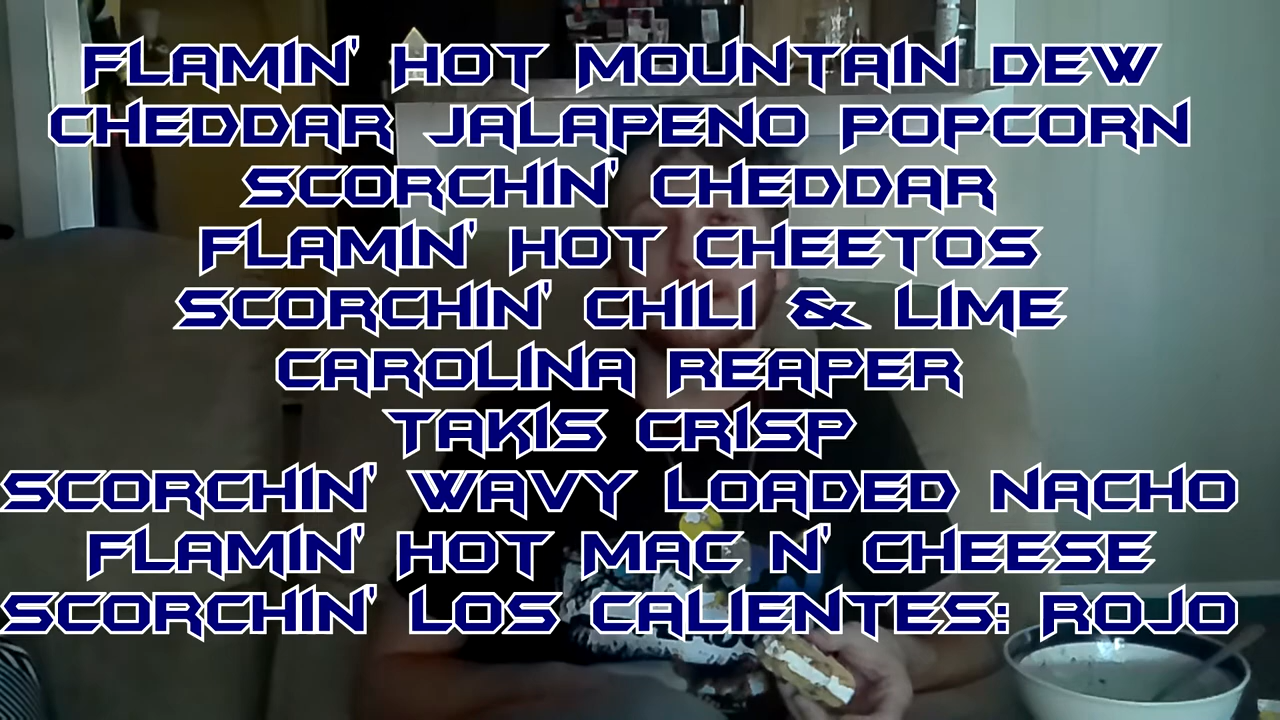 FLAMIN' HOT MOUNTAIN DEW
CHEDDAR JALAPENO POPCORN
SCORCHIN' CHEDDAR
FLAMIN' HOT CHEETOS
SCORCHIN' CHILI & LIME
CAROLINA REAPER
TAKIS CRISP
SCORCHIN' WAVY LOADED NACHO
FLAMIN' HOT MAC N' CHEESE
SCORCHIN' LOS CALIENTES: ROJO